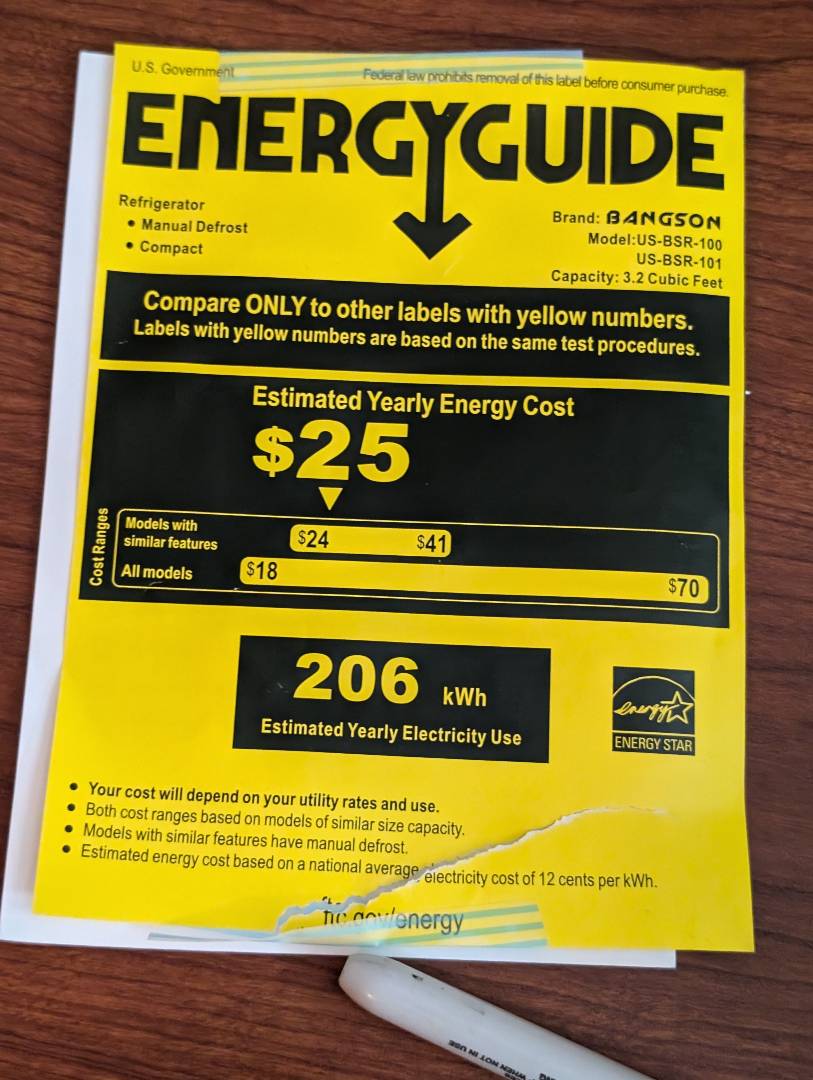 U.S. Government
Federal law prohibits removal of this label before consumer purchase.
ENERGYGUIDE
Refrigerator
• Manual Defrost
• Compact
Brand: BANGSON
Model:US-BSR-100
US-BSR-101
Capacity: 3.2 Cubic Feet
Compare ONLY to other labels with yellow numbers.
Labels with yellow numbers are based on the same test procedures.
Estimated Yearly Energy Cost
$25
Cost Ranges
Models with
similar features
$24 $41
All models
$18 $70
206 kWh
Estimated Yearly Electricity Use
energy
ENERGY STAR
• Your cost will depend on your utility rates and use.
• Both cost ranges based on models of similar size capacity.
• Models with similar features have manual defrost.
• Estimated energy cost based on a national average electricity cost of 12 cents per kWh.
ftc.gov/energy
WHEN NOT IN USE